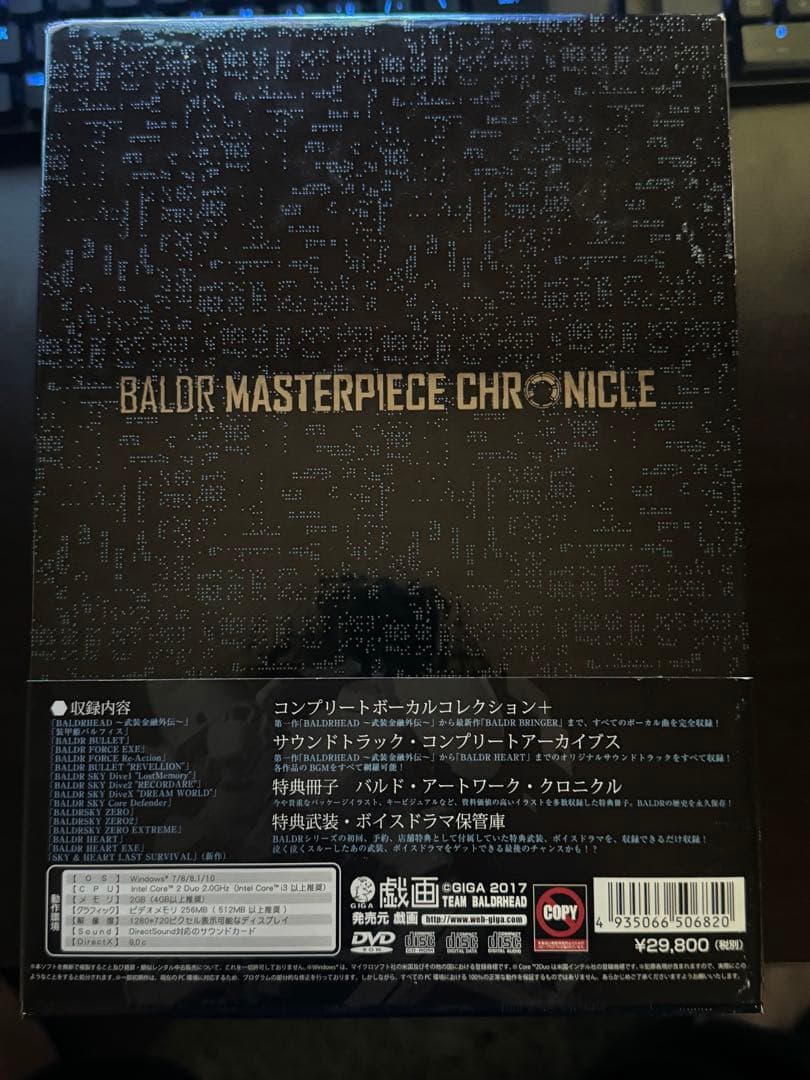 BALDR MASTERPIECE CHRONICLE
収録内容
「BALDRHEAD ～武装金融外伝～」
「装甲姫バルフィス」
「BALDR BULLET」
「BALDR FORCE EXE」
「BALDR FORCE Re-Action」
「BALDR BULLET "REVELLION"」
「BALDR SKY Dive1 "LostMemory"」
「BALDR SKY Dive2 "RECORDARE"」
「BALDR SKY DiveX "DREAM WORLD"」
「BALDR SKY Core Defender」
「BALDRSKY ZERO」
「BALDRSKY ZERO2」
「BALDRSKY ZERO EXTREME」
「BALDR HEART」
「BALDR HEART EXE」
「SKY & HEART LAST SURVIVAL」（新作）
コンプリートボーカルコレクション＋
第一作「BALDRHEAD ～武装金融外伝～」から最新作「BALDR BRINGER」まで、すべてのボーカル曲を完全収録！
サウンドトラック・コンプリートアーカイブス
第一作「BALDRHEAD ～武装金融外伝～」から「BALDR HEART」までのオリジナルサウンドトラックをすべて収録！
各作品のBGMをすべて網羅可能！
特典冊子 バルド・アートワーク・クロニクル
今や貴重なパッケージイラスト、キービジュアルなど、資料価値の高いイラストを多数収録した特典冊子。BALDRの歴史を永久保存！
特典武装・ボイスドラマ保管庫
BALDRシリーズの初回、予約、店舗特典として付属していた特典武装、ボイスドラマを、収録できるだけ収録！
泣く泣くスルーしたあの武装、ボイスドラマをゲットできる最後のチャンスかも！？
動作環境
【OS】 Windows® 7/8/8.1/10
【CPU】 Intel Core™ 2 Duo 2.0GHz (Intel Core™ i3 以上推奨)
【メモリ】 2GB (4GB以上推奨)
【グラフィック】 ビデオメモリ 256MB (512MB 以上推奨)
【解像度】 1280×720ピクセル表示可能なディスプレイ
【Sound】 DirectSound対応のサウンドカード
【DirectX】 9.0c
GIGA
戯画
©GIGA 2017
TEAM BALDRHEAD
発売元 戯画 http://www.web-giga.com
DVD ROM
COMPACT disc CD-ROM
COMPACT disc DIGITAL DATA
COMPACT disc DIGITAL AUDIO
COPY
4 935066 506820
¥29,800（税別）